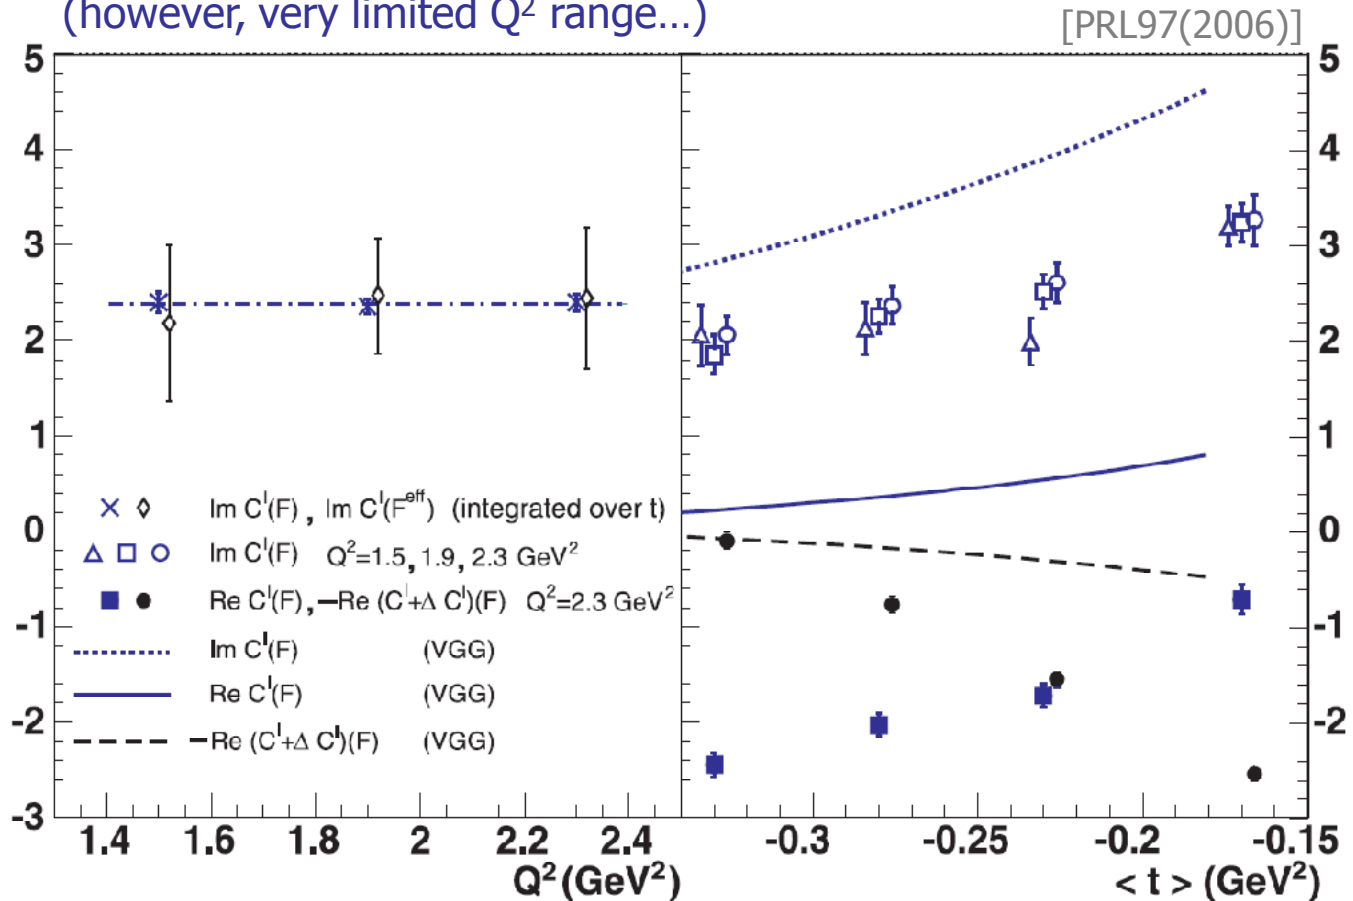 (however, very limited Q² range...)
[PRL97(2006)]
5
4
3
2
1
0
-1
-2
-3
5
4
3
2
1
0
-1
-2
Im C^I(F) , Im C^I(F^eff) (integrated over t)
Im C^I(F) Q²=1.5, 1.9, 2.3 GeV²
Re C^I(F), –Re (C^I+Δ C^I)(F) Q²=2.3 GeV²
Im C^I(F) (VGG)
Re C^I(F) (VGG)
–Re (C^I+Δ C^I)(F) (VGG)
1.4 1.6 1.8 2 2.2 2.4
-0.3 -0.25 -0.2 -0.15
Q² (GeV²)
< t > (GeV²)